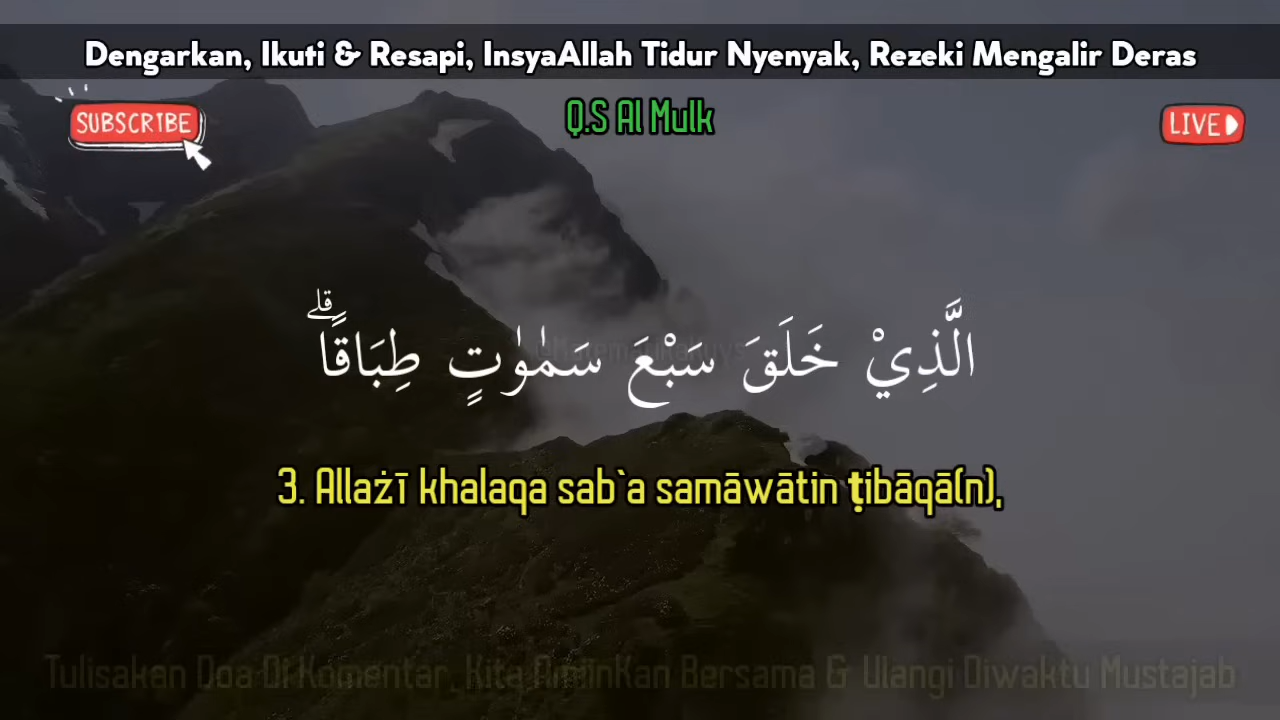 Dengarkan, Ikuti & Resapi, InsyaAllah Tidur Nyenyak, Rezeki Mengalir Deras
SUBSCRIBE
Q.S Al Mulk
LIVE
الَّذِيْ خَلَقَ سَبْعَ سَمٰوٰتٍ طِبَاقًاۗ
3. Allażī khalaqa sab`a samāwātin ṭibāqā(n),
Tulisakan Doa Di Komentar, Kita AmiinKan Bersama & Ulangi Diwaktu Mustajab